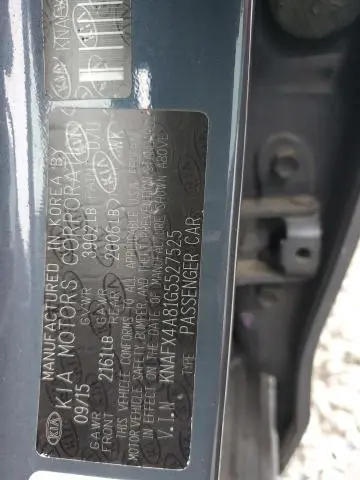 MANUFACTURED IN KOREA BY
KIA MOTORS CORPORATION
09/15 GVWR 3902LB
GAWR FRONT 2161LB GAWR REAR 2006LB
THIS VEHICLE CONFORMS TO ALL APPLICABLE U.S.A FEDERAL
MOTOR VEHICLE SAFETY, BUMPER, AND THEFT PREVENTION STANDARDS
IN EFFECT ON THE DATE OF MANUFACTURE SHOWN ABOVE
V.I.N KNAFX4A81G5527525
TYPE: PASSENGER CAR
KIA